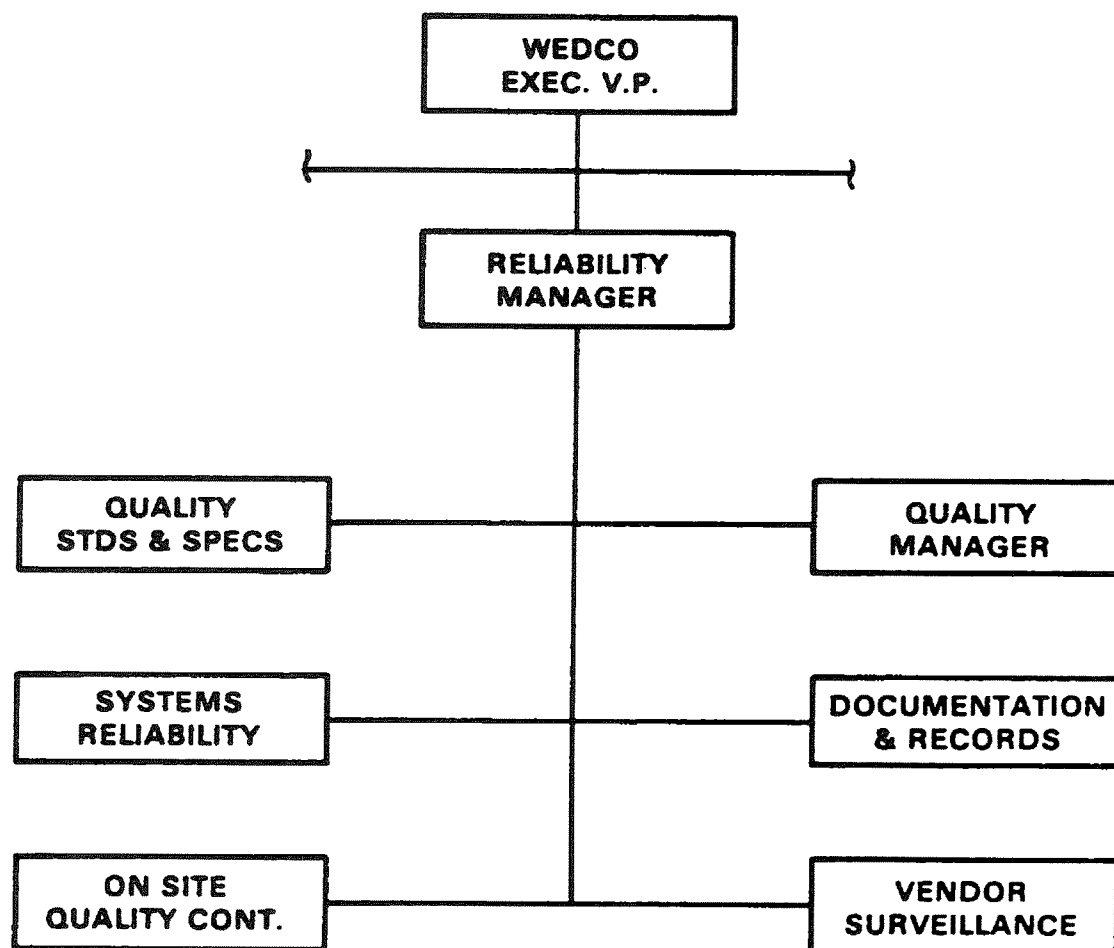 WEDCO
EXEC. V.P.
RELIABILITY
MANAGER
QUALITY
STDS & SPECS
QUALITY
MANAGER
SYSTEMS
RELIABILITY
DOCUMENTATION
& RECORDS
ON SITE
QUALITY CONT.
VENDOR
SURVEILLANCE